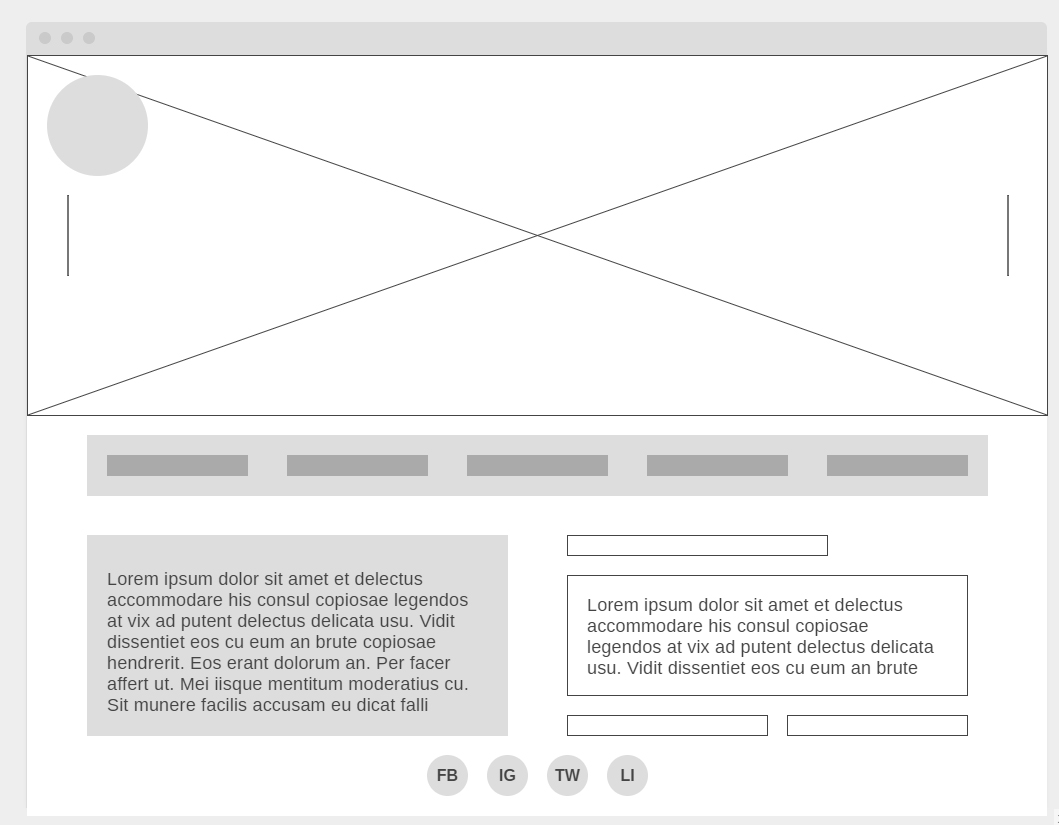 Lorem ipsum dolor sit amet et delectus
accommodare his consul copiosae legendos
at vix ad putent delectus delicata usu. Vidit
dissentiet eos cu eum an brute copiosae
hendrerit. Eos erant dolorum an. Per facer
affert ut. Mei iisque mentitum moderatius cu.
Sit munere facilis accusam eu dicat falli
Lorem ipsum dolor sit amet et delectus
accommodare his consul copiosae
legendos at vix ad putent delectus delicata
usu. Vidit dissentiet eos cu eum an brute
FB IG TW LI